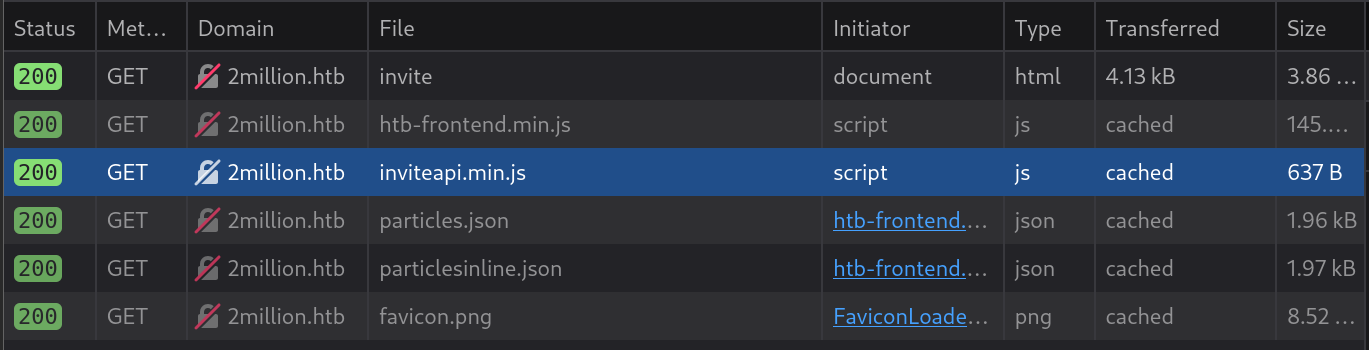 Status Met... Domain File Initiator Type Transferred Size
200 GET 2million.htb invite document html 4.13 kB 3.86 ...
200 GET 2million.htb htb-frontend.min.js script js cached 145....
200 GET 2million.htb inviteapi.min.js script js cached 637 B
200 GET 2million.htb particles.json htb-frontend.... json cached 1.96 kB
200 GET 2million.htb particlesinline.json htb-frontend.... json cached 1.97 kB
200 GET 2million.htb favicon.png FaviconLoade... png cached 8.52 ...